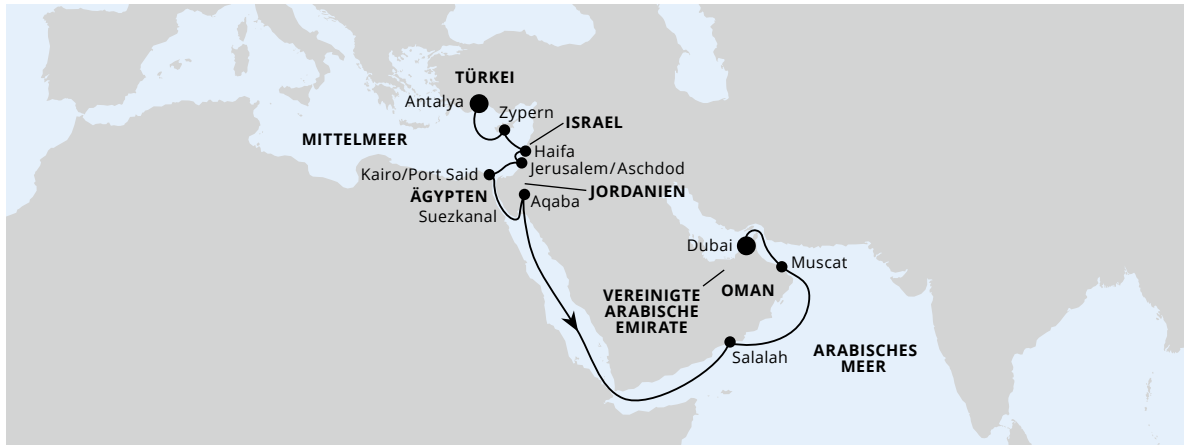 TÜRKEI
Antalya
Zypern
ISRAEL
MITTELMEER
Haifa
Jerusalem/Aschdod
Kairo/Port Said
JORDANIEN
ÄGYPTEN
Aqaba
Suezkanal
Dubai
Muscat
OMAN
VEREINIGTE
ARABISCHE
EMIRATE
Salalah
ARABISCHES
MEER